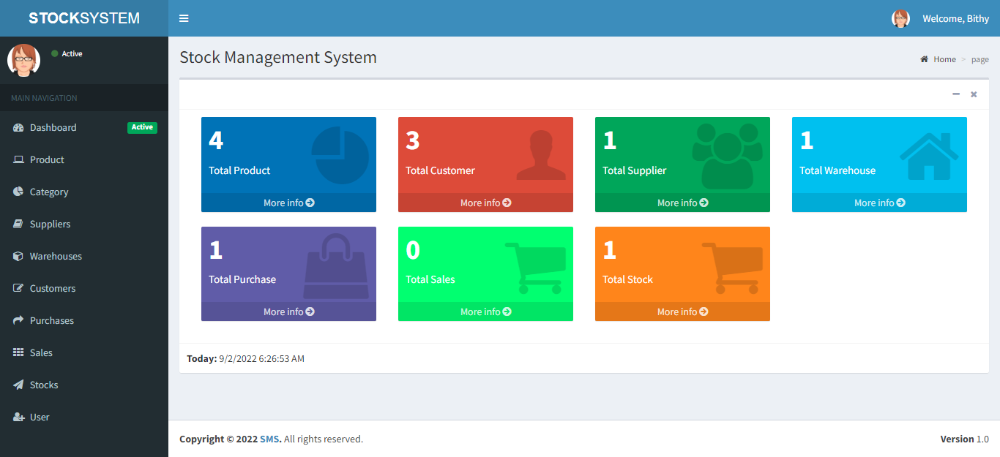 STOCKSYSTEM
Welcome, Bithy
Active
MAIN NAVIGATION
Dashboard Active
Product
Category
Suppliers
Warehouses
Customers
Purchases
Sales
Stocks
User
Stock Management System
Home > page
4
Total Product
More info
3
Total Customer
More info
1
Total Supplier
More info
1
Total Warehouse
More info
1
Total Purchase
More info
0
Total Sales
More info
1
Total Stock
More info
Today: 9/2/2022 6:26:53 AM
Copyright © 2022 SMS. All rights reserved.
Version 1.0